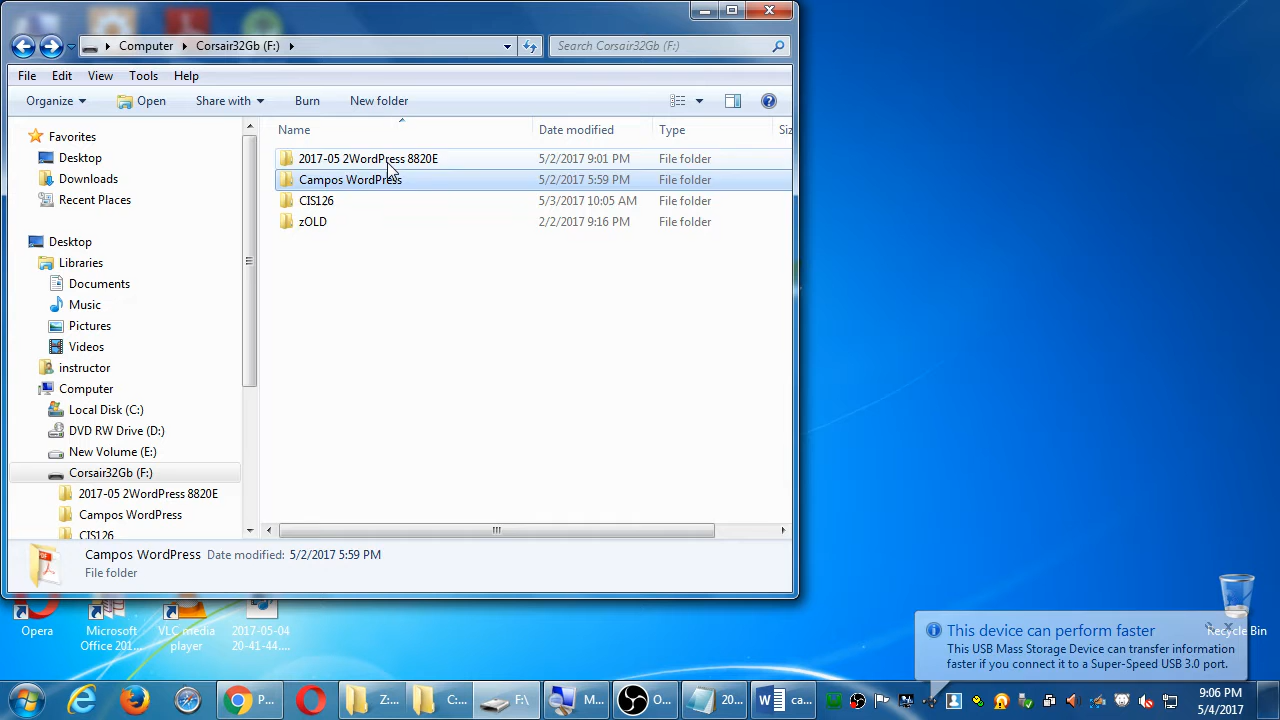 Computer
Corsair32Gb (F:)
Search Corsair32Gb (F:)
File Edit View Tools Help
Organize Open Share with Burn New folder
Name Date modified Type Siz
Favorites
Desktop
Downloads
Recent Places
Desktop
Libraries
Documents
Music
Pictures
Videos
instructor
Computer
Local Disk (C:)
DVD RW Drive (D:)
New Volume (E:)
Corsair32Gb (F:)
2017-05 2WordPress 8820E
Campos WordPress
CIS126
2017-05 2WordPress 8820E 5/2/2017 9:01 PM File folder
Campos WordPress 5/2/2017 5:59 PM File folder
CIS126 5/3/2017 10:05 AM File folder
zOLD 2/2/2017 9:16 PM File folder
Campos WordPress Date modified: 5/2/2017 5:59 PM
File folder
Opera
Microsoft
Office 201...
VLC media
player
2017-05-04
20-41-44....
Recycle Bin
This device can perform faster
This USB Mass Storage Device can transfer information
faster if you connect it to a Super-Speed USB 3.0 port.
P...
Z:...
C:...
F:\
M...
O...
20...
ca...
9:06 PM
5/4/2017